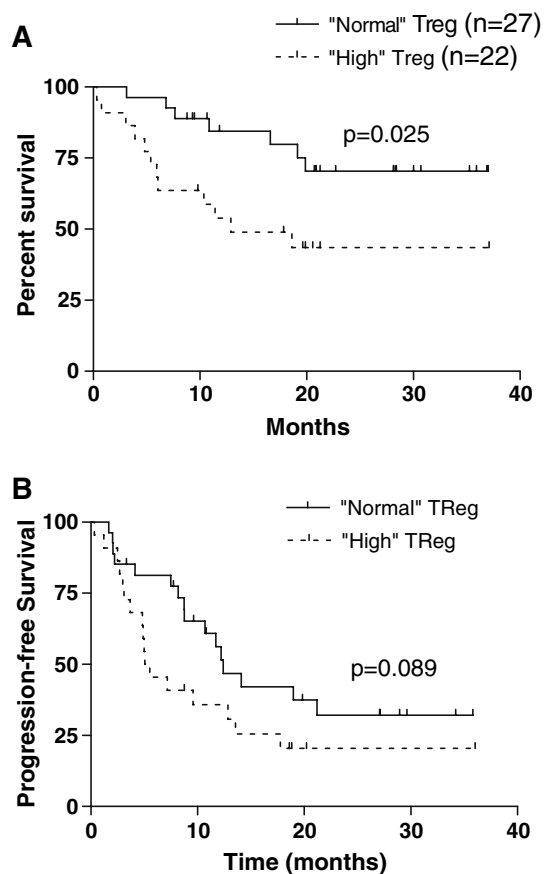 A
"Normal" Treg (n=27)
"High" Treg (n=22)
100
75
50
25
0
p=0.025
Percent survival
0 10 20 30 40
Months
B
"Normal" TReg
"High" TReg
100
75
50
25
0
p=0.089
Progression-free Survival
0 10 20 30 40
Time (months)